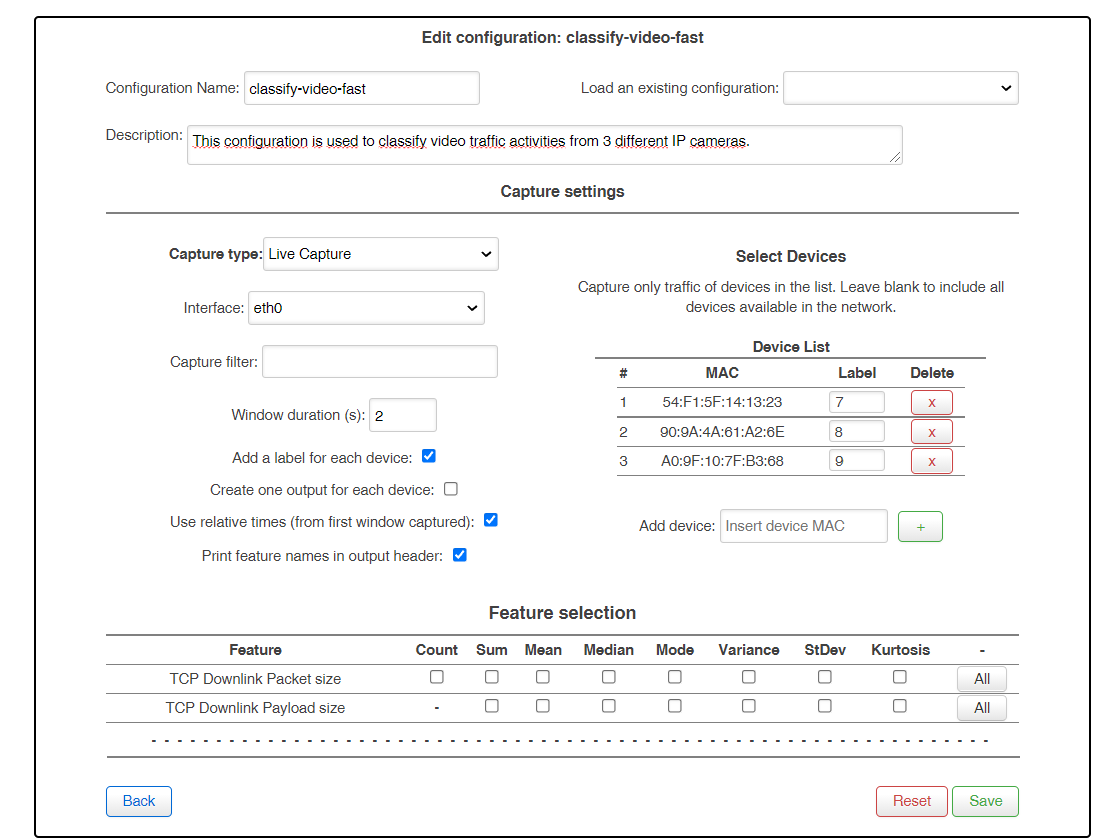 Edit configuration: classify-video-fast
Configuration Name: classify-video-fast
Load an existing configuration:
Description: This configuration is used to classify video traffic activities from 3 different IP cameras.
Capture settings
Capture type: Live Capture
Interface: eth0
Capture filter:
Window duration (s): 2
Add a label for each device:
Create one output for each device:
Use relative times (from first window captured):
Print feature names in output header:
Select Devices
Capture only traffic of devices in the list. Leave blank to include all
devices available in the network.
Device List
# MAC Label Delete
1 54:F1:5F:14:13:23 7 x
2 90:9A:4A:61:A2:6E 8 x
3 A0:9F:10:7F:B3:68 9 x
Add device: Insert device MAC +
Feature selection
Feature Count Sum Mean Median Mode Variance StDev Kurtosis -
TCP Downlink Packet size All
TCP Downlink Payload size - All
Back Reset Save